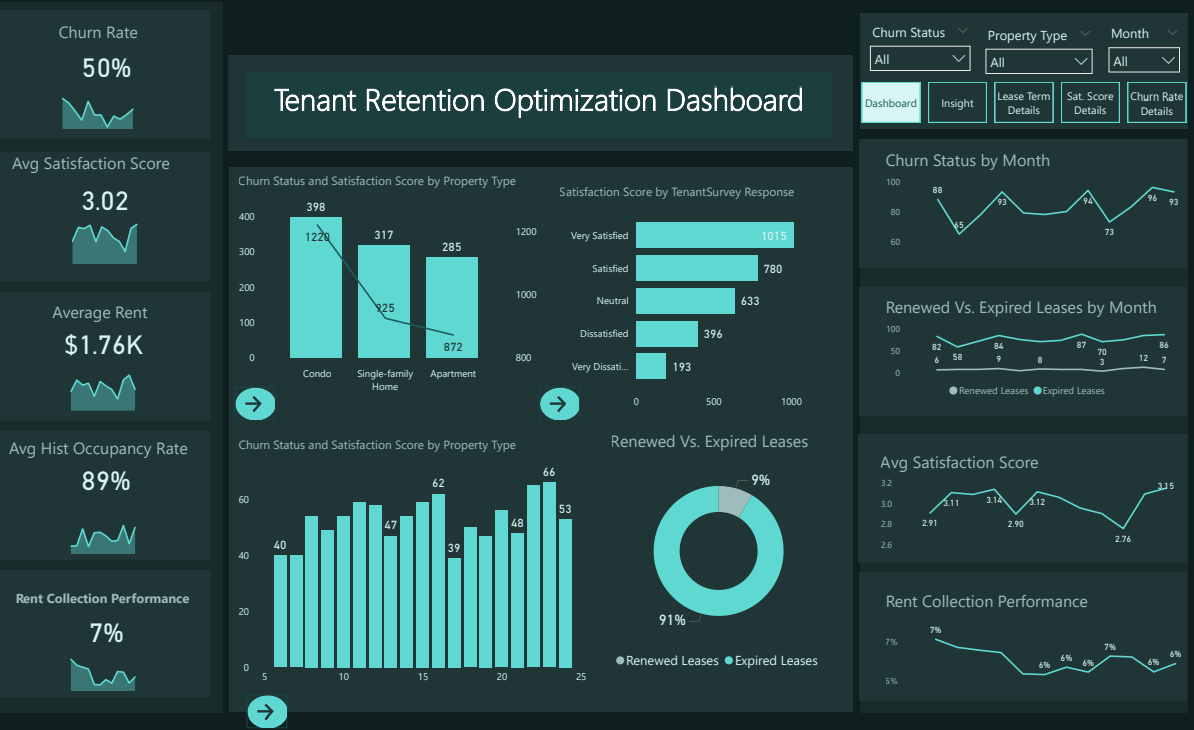 Churn Rate
50%
Avg Satisfaction Score
3.02
Average Rent
$1.76K
Avg Hist Occupancy Rate
89%
Rent Collection Performance
7%
Tenant Retention Optimization Dashboard
Churn Status and Satisfaction Score by Property Type
400
300
200
100
0
398
317
285
1220
925
872
1200
1000
800
Condo
Single-family
Home
Apartment
Satisfaction Score by TenantSurvey Response
Very Satisfied
1015
Satisfied
780
Neutral
633
Dissatisfied
396
Very Dissati...
193
0
500
1000
Churn Status and Satisfaction Score by Property Type
60
40
20
0
40
47
62
39
48
66
53
5
10
15
20
25
Renewed Vs. Expired Leases
9%
91%
Renewed Leases
Expired Leases
Churn Status
All
Property Type
All
Month
All
Dashboard
Insight
Lease Term
Details
Sat. Score
Details
Churn Rate
Details
Churn Status by Month
100
80
60
88
65
93
94
73
96
93
Renewed Vs. Expired Leases by Month
100
50
0
82
58
84
87
70
86
6
9
8
3
12
7
Renewed Leases
Expired Leases
Avg Satisfaction Score
3.2
3.0
2.8
2.6
2.91
3.11
3.14
2.90
3.12
2.76
3.15
Rent Collection Performance
7%
5%
7%
6%
6%
6%
7%
6%
6%